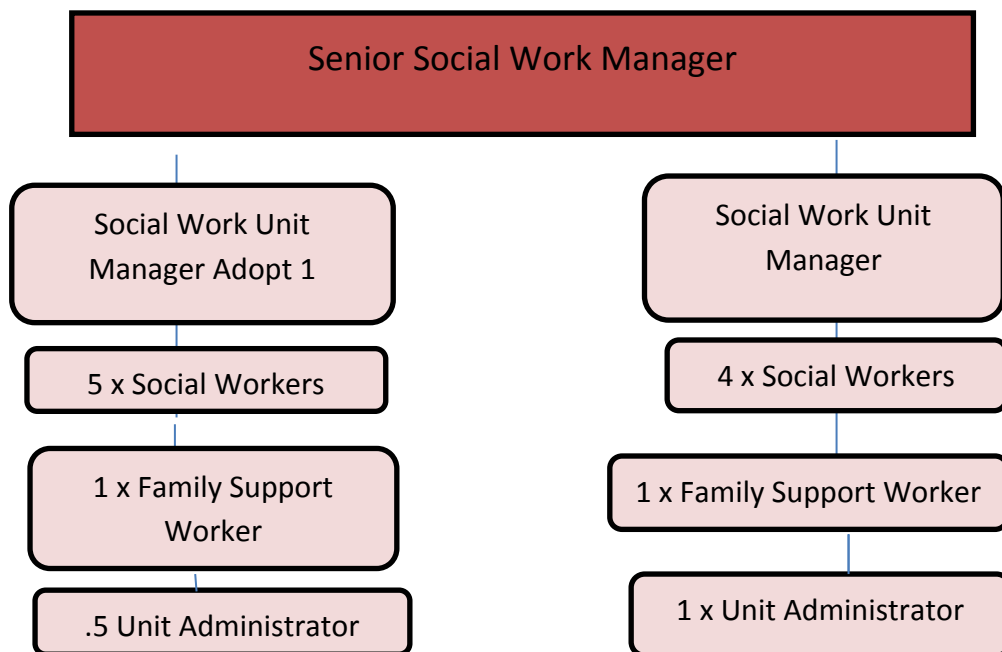 Senior Social Work Manager
Social Work Unit
Manager Adopt 1
5 x Social Workers
1 x Family Support
Worker
.5 Unit Administrator
Social Work Unit
Manager
4 x Social Workers
1 x Family Support Worker
1 x Unit Administrator